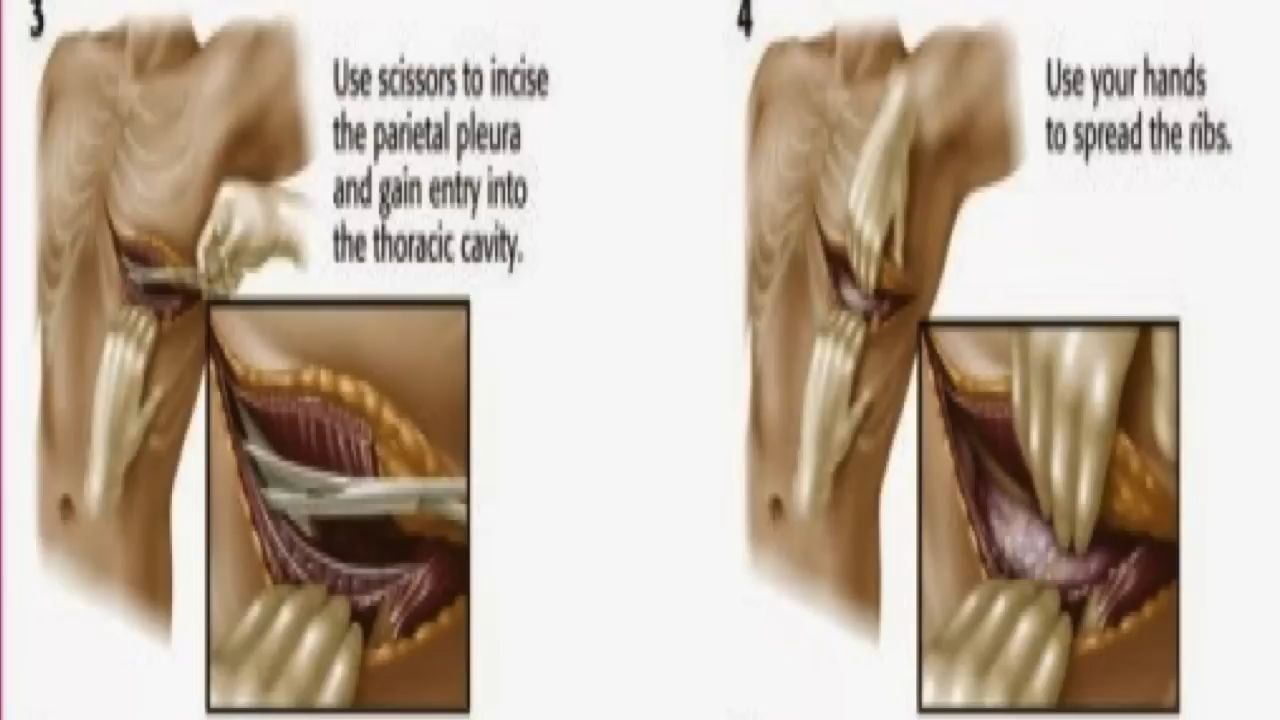 3
Use scissors to incise
the parietal pleura
and gain entry into
the thoracic cavity.
4
Use your hands
to spread the ribs.